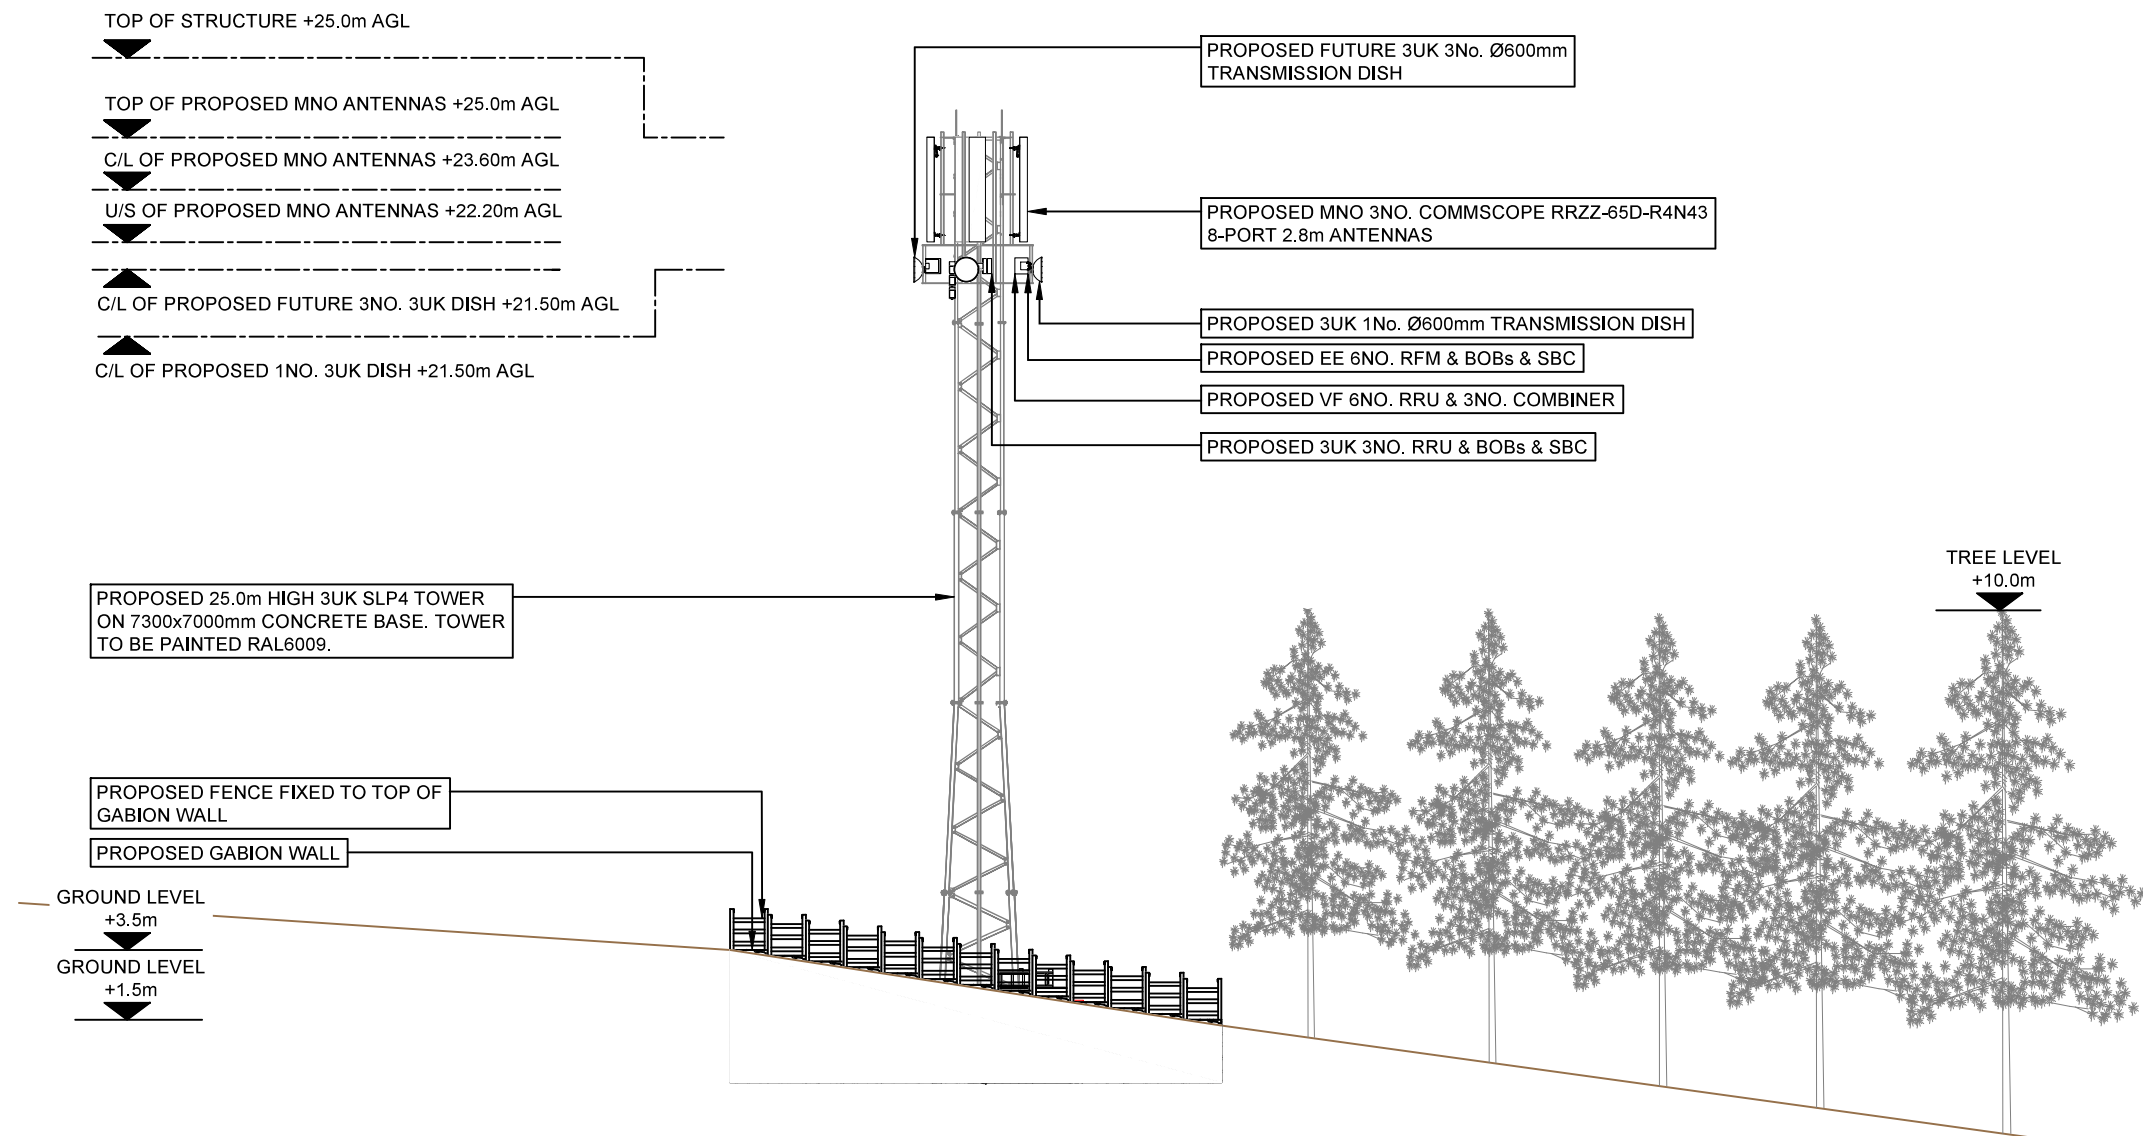 TOP OF STRUCTURE +25.0m AGL
TOP OF PROPOSED MNO ANTENNAS +25.0m AGL
C/L OF PROPOSED MNO ANTENNAS +23.60m AGL
U/S OF PROPOSED MNO ANTENNAS +22.20m AGL
C/L OF PROPOSED FUTURE 3NO. 3UK DISH +21.50m AGL
C/L OF PROPOSED 1NO. 3UK DISH +21.50m AGL
PROPOSED FUTURE 3UK 3No. Ø600mm
TRANSMISSION DISH
PROPOSED MNO 3NO. COMMSCOPE RRZZ-65D-R4N43
8-PORT 2.8m ANTENNAS
PROPOSED 3UK 1No. Ø600mm TRANSMISSION DISH
PROPOSED EE 6NO. RFM & BOBs & SBC
PROPOSED VF 6NO. RRU & 3NO. COMBINER
PROPOSED 3UK 3NO. RRU & BOBs & SBC
PROPOSED 25.0m HIGH 3UK SLP4 TOWER
ON 7300x7000mm CONCRETE BASE. TOWER
TO BE PAINTED RAL6009.
TREE LEVEL
+10.0m
PROPOSED FENCE FIXED TO TOP OF
GABION WALL
PROPOSED GABION WALL
GROUND LEVEL
+3.5m
GROUND LEVEL
+1.5m